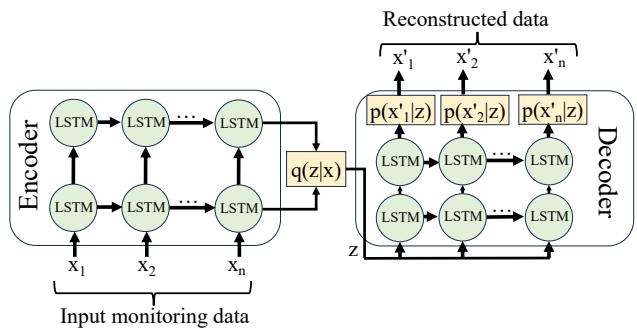 Reconstructed data
x'1 x'2 x'n
p(x'1|z) p(x'2|z) p(x'n|z)
Encoder
LSTM LSTM ... LSTM
q(z|x)
LSTM LSTM ... LSTM
Decoder
LSTM LSTM ... LSTM
LSTM LSTM ... LSTM
z
x1 x2 xn
Input monitoring data